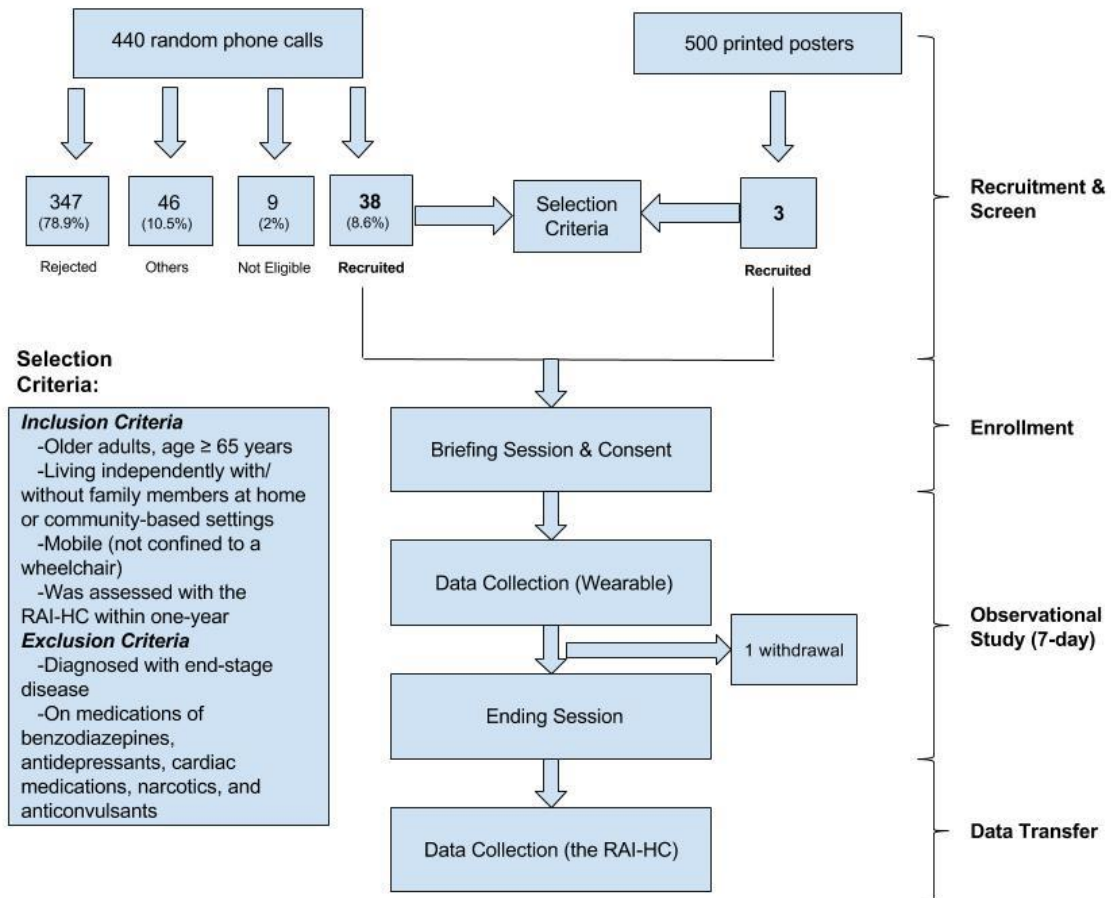 440 random phone calls
500 printed posters
347
(78.9%)
46
(10.5%)
9
(2%)
38
(8.6%)
Selection
Criteria
3
Rejected
Others
Not Eligible
Recruited
Recruited
Recruitment &
Screen
Selection
Criteria:
Inclusion Criteria
-Older adults, age ≥ 65 years
-Living independently with/
without family members at home
or community-based settings
-Mobile (not confined to a
wheelchair)
-Was assessed with the
RAI-HC within one-year
Exclusion Criteria
-Diagnosed with end-stage
disease
-On medications of
benzodiazepines,
antidepressants, cardiac
medications, narcotics, and
anticonvulsants
Briefing Session & Consent
Enrollment
Data Collection (Wearable)
1 withdrawal
Observational
Study (7-day)
Ending Session
Data Collection (the RAI-HC)
Data Transfer